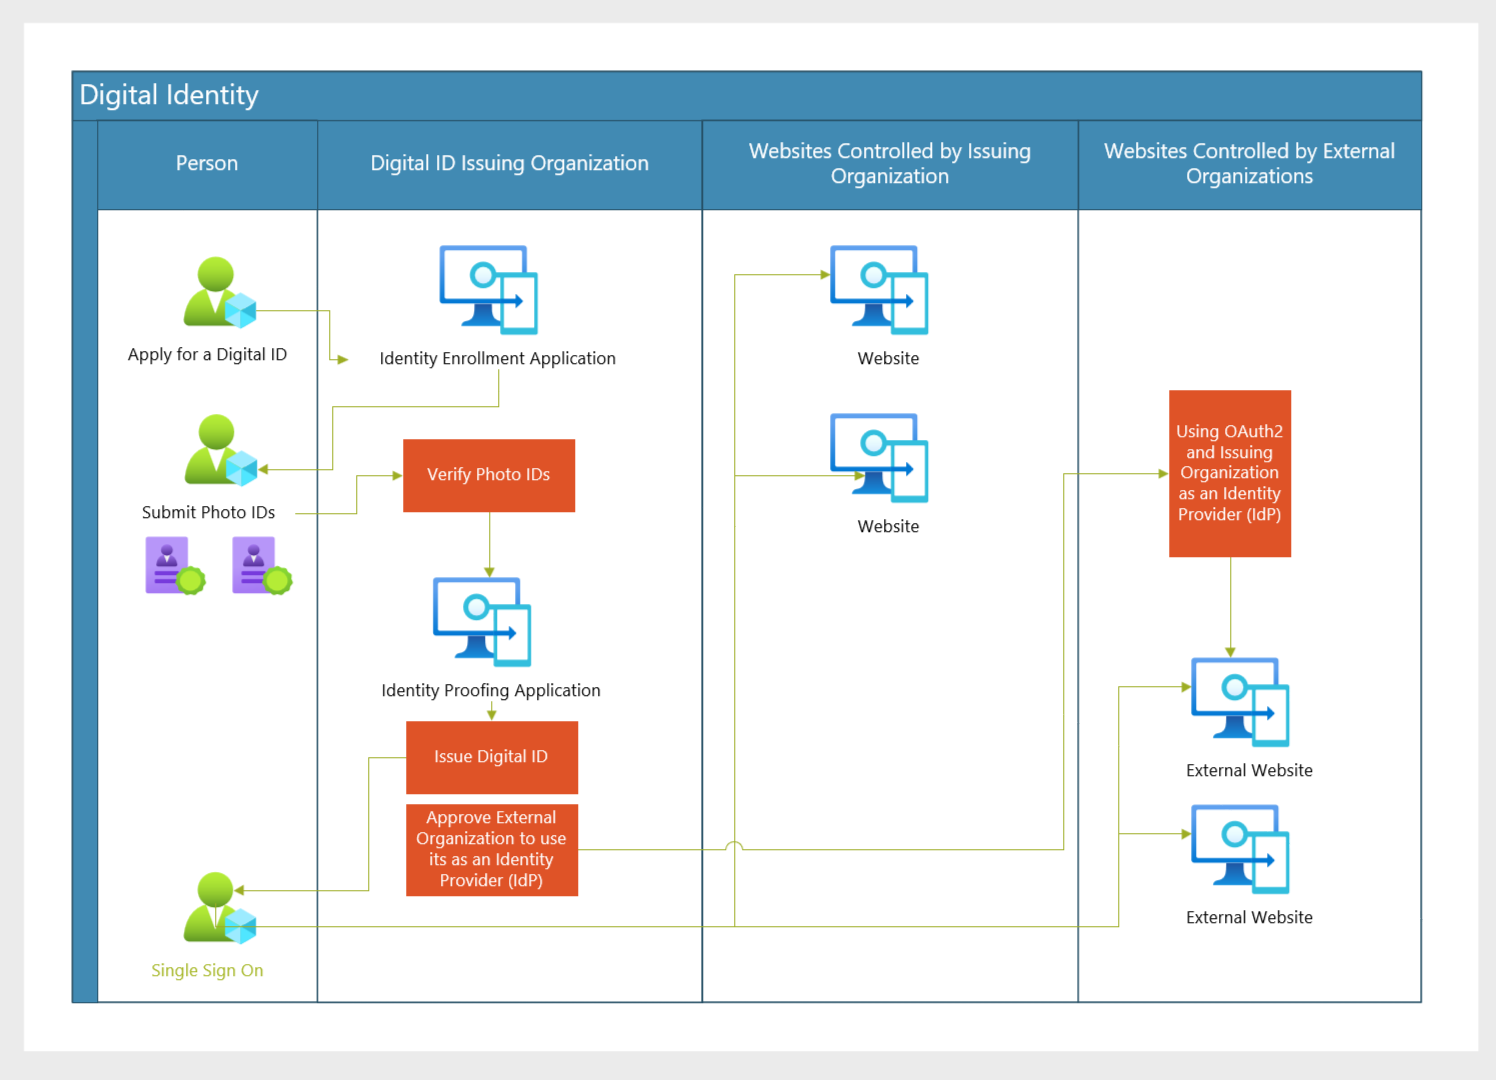 Digital Identity
Person
Digital ID Issuing Organization
Websites Controlled by Issuing
Organization
Websites Controlled by External
Organizations
Apply for a Digital ID
Identity Enrollment Application
Website
Submit Photo IDs
Verify Photo IDs
Website
Using OAuth2
and Issuing
Organization
as an Identity
Provider (IdP)
Identity Proofing Application
Issue Digital ID
External Website
Approve External
Organization to use
its as an Identity
Provider (IdP)
External Website
Single Sign On